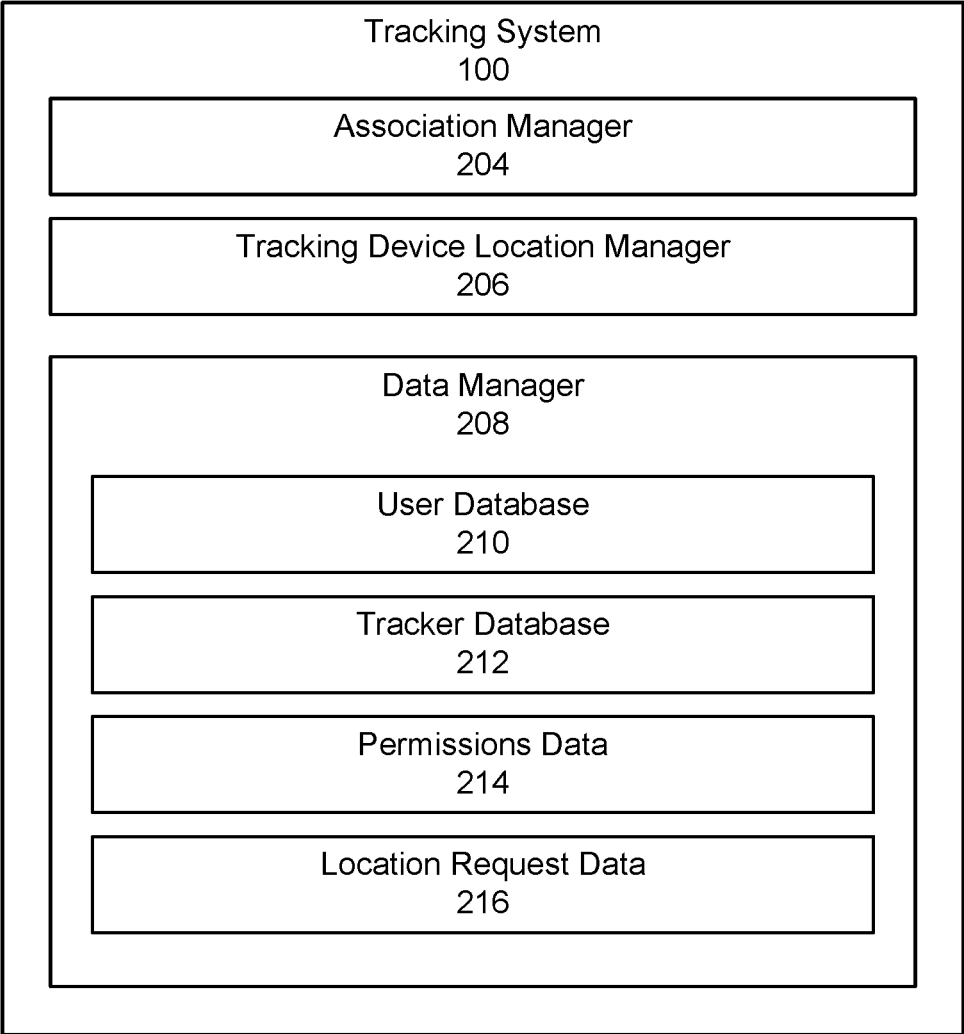 Tracking System
100
Association Manager
204
Tracking Device Location Manager
206
Data Manager
208
User Database
210
Tracker Database
212
Permissions Data
214
Location Request Data
216